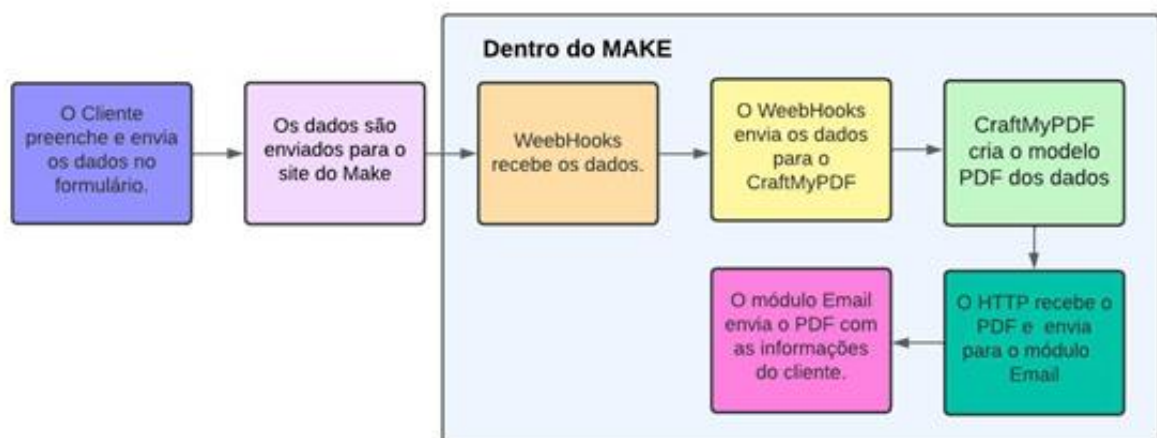 Dentro do MAKE
O Cliente
preenche e envia
os dados no
formulário.
Os dados são
enviados para o
site do Make
WeebHooks
recebe os dados.
O WeebHooks
envia os dados
para o
CraftMyPDF
CraftMyPDF
cria o modelo
PDF dos dados
O HTTP recebe o
PDF e envia
para o módulo
Email
O módulo Email
envia o PDF com
as informações
do cliente.